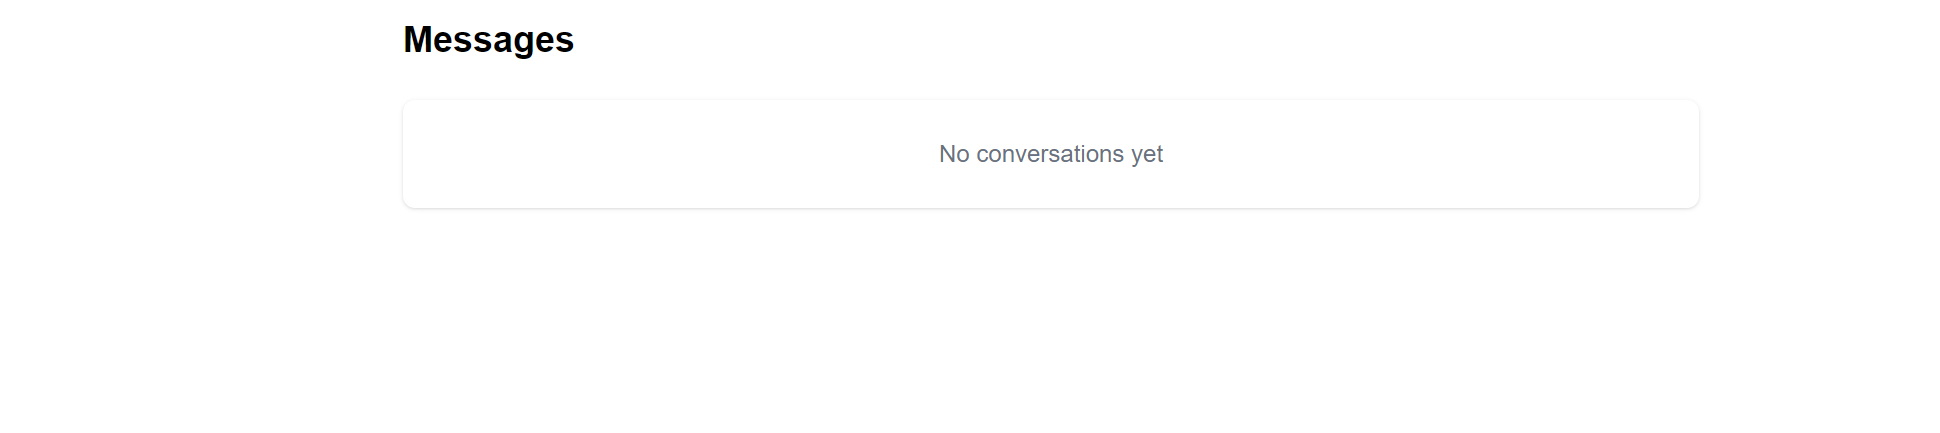 Messages
No conversations yet